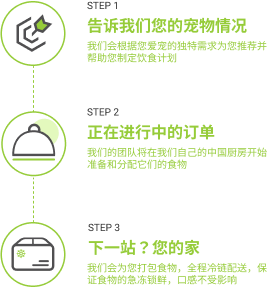 STEP 1
告诉我们您的宠物情况
我们会根据您爱宠的独特需求为您推荐并
帮助您制定饮食计划
STEP 2
正在进行中的订单
我们的团队将在我们自己的中国厨房开始
准备和分配它们的食物
STEP 3
下一站？您的家
我们会为您打包食物，全程冷链配送，保
证食物的急冻锁鲜，口感不受影响